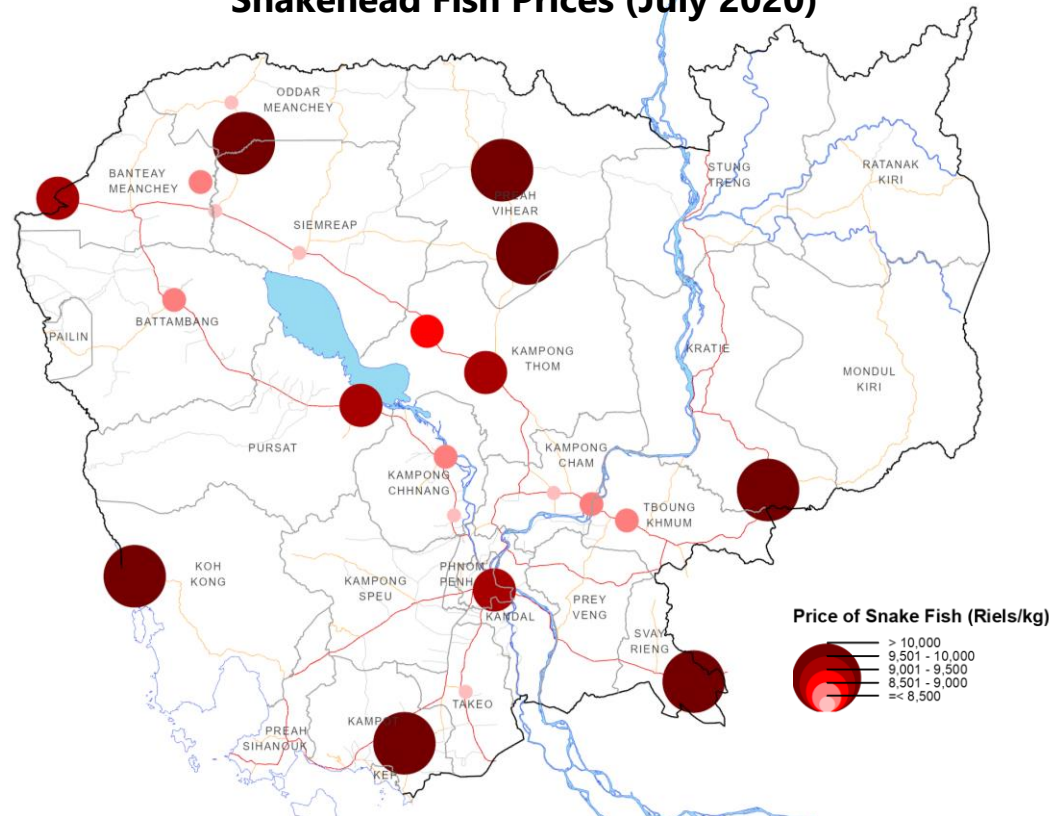 Snakehead Fish Prices (July 2020)
ODDAR
MEANCHEY
BANTEAY
MEANCHEY
STUNG
TRENG
RATANAK
KIRI
PREAH
VIHEAR
SIEMREAP
BATTAMBANG
PAILIN
KAMPONG
THOM
KRATIE
MONDUL
KIRI
PURSAT
KAMPONG
CHHNANG
KAMPONG
CHAM
TBOUNG
KHMUM
KOH
KONG
KAMPONG
SPEU
PHNOM
PENH
KANDAL
PREY
VENG
SVAY
RIENG
TAKEO
KAMPOT
PREAH
SIHANOUK
KEP
Price of Snake Fish (Riels/kg)
> 10,000
9,501 - 10,000
9,001 - 9,500
8,501 - 9,000
=< 8,500